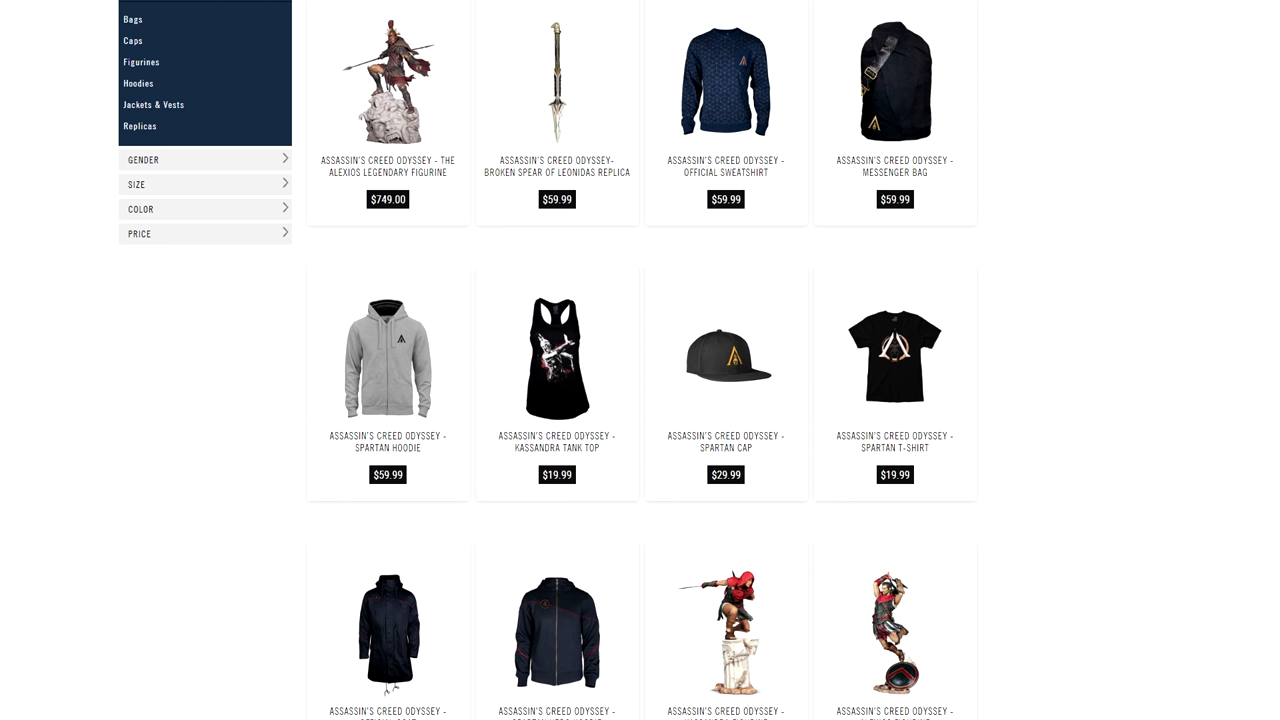 Bags
Caps
Figurines
Hoodies
Jackets & Vests
Replicas
GENDER
SIZE
COLOR
PRICE
ASSASSIN'S CREED ODYSSEY - THE
ALEXIOS LEGENDARY FIGURINE
$749.00
ASSASSIN'S CREED ODYSSEY-
BROKEN SPEAR OF LEONIDAS REPLICA
$59.99
ASSASSIN'S CREED ODYSSEY -
OFFICIAL SWEATSHIRT
$59.99
ASSASSIN'S CREED ODYSSEY -
MESSENGER BAG
$59.99
ASSASSIN'S CREED ODYSSEY -
SPARTAN HOODIE
$59.99
ASSASSIN'S CREED ODYSSEY -
KASSANDRA TANK TOP
$19.99
ASSASSIN'S CREED ODYSSEY -
SPARTAN CAP
$29.99
ASSASSIN'S CREED ODYSSEY -
SPARTAN T-SHIRT
$19.99
ASSASSIN'S CREED ODYSSEY -
ASSASSIN'S CREED ODYSSEY -
ASSASSIN'S CREED ODYSSEY -
ASSASSIN'S CREED ODYSSEY -